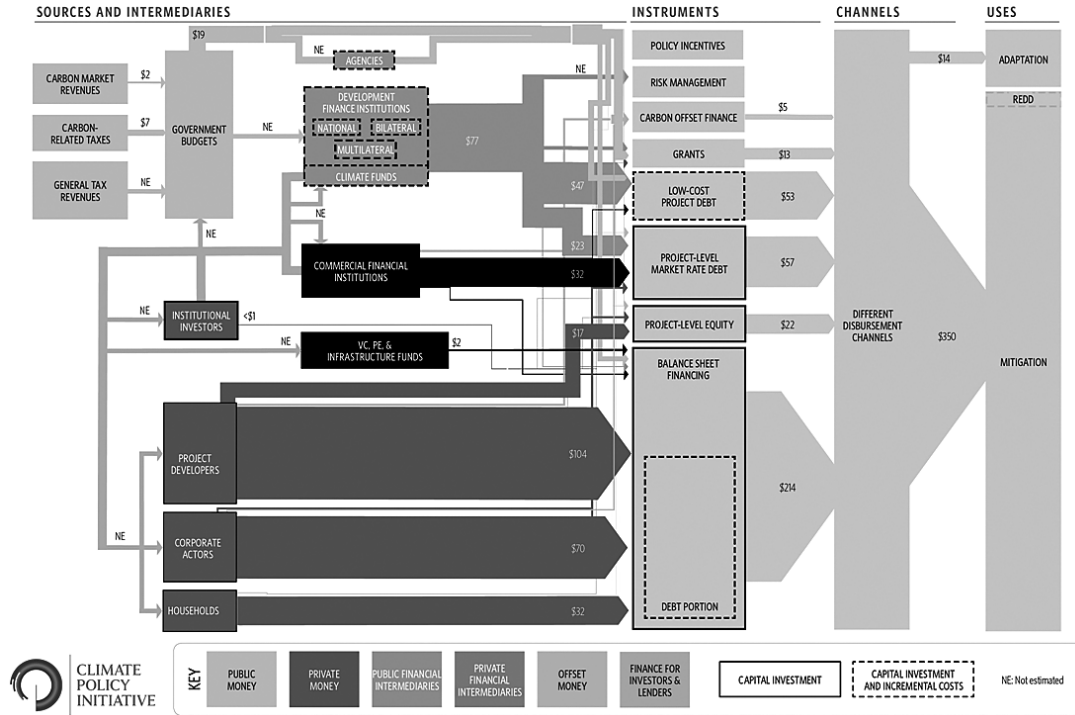 SOURCES AND INTERMEDIARIES
INSTRUMENTS
CHANNELS
USES
$19
NE
AGENCIES
POLICY INCENTIVES
$14
ADAPTATION
CARBON MARKET
REVENUES
$2
NE
RISK MANAGEMENT
REDD
DEVELOPMENT
FINANCE INSTITUTIONS
NATIONAL
BILATERAL
MULTILATERAL
CLIMATE FUNDS
CARBON-
RELATED TAXES
$7
GOVERNMENT
BUDGETS
NE
$77
CARBON OFFSET FINANCE
$5
GRANTS
$13
GENERAL TAX
REVENUES
NE
$47
LOW-COST
PROJECT DEBT
$53
NE
NE
$23
COMMERCIAL FINANCIAL
INSTITUTIONS
$32
PROJECT-LEVEL
MARKET RATE DEBT
$57
NE
INSTITUTIONAL
INVESTORS
<$1
$17
PROJECT-LEVEL EQUITY
$22
DIFFERENT
DISBURSEMENT
CHANNELS
$350
NE
VC, PE, &
INFRASTRUCTURE FUNDS
$2
BALANCE SHEET
FINANCING
MITIGATION
PROJECT
DEVELOPERS
$104
$214
NE
CORPORATE
ACTORS
$70
HOUSEHOLDS
$32
DEBT PORTION
CLIMATE
POLICY
INITIATIVE
KEY
PUBLIC
MONEY
PRIVATE
MONEY
PUBLIC FINANCIAL
INTERMEDIARIES
PRIVATE
FINANCIAL
INTERMEDIARIES
OFFSET
MONEY
FINANCE FOR
INVESTORS &
LENDERS
CAPITAL INVESTMENT
CAPITAL INVESTMENT
AND INCREMENTAL COSTS
NE: Not estimated